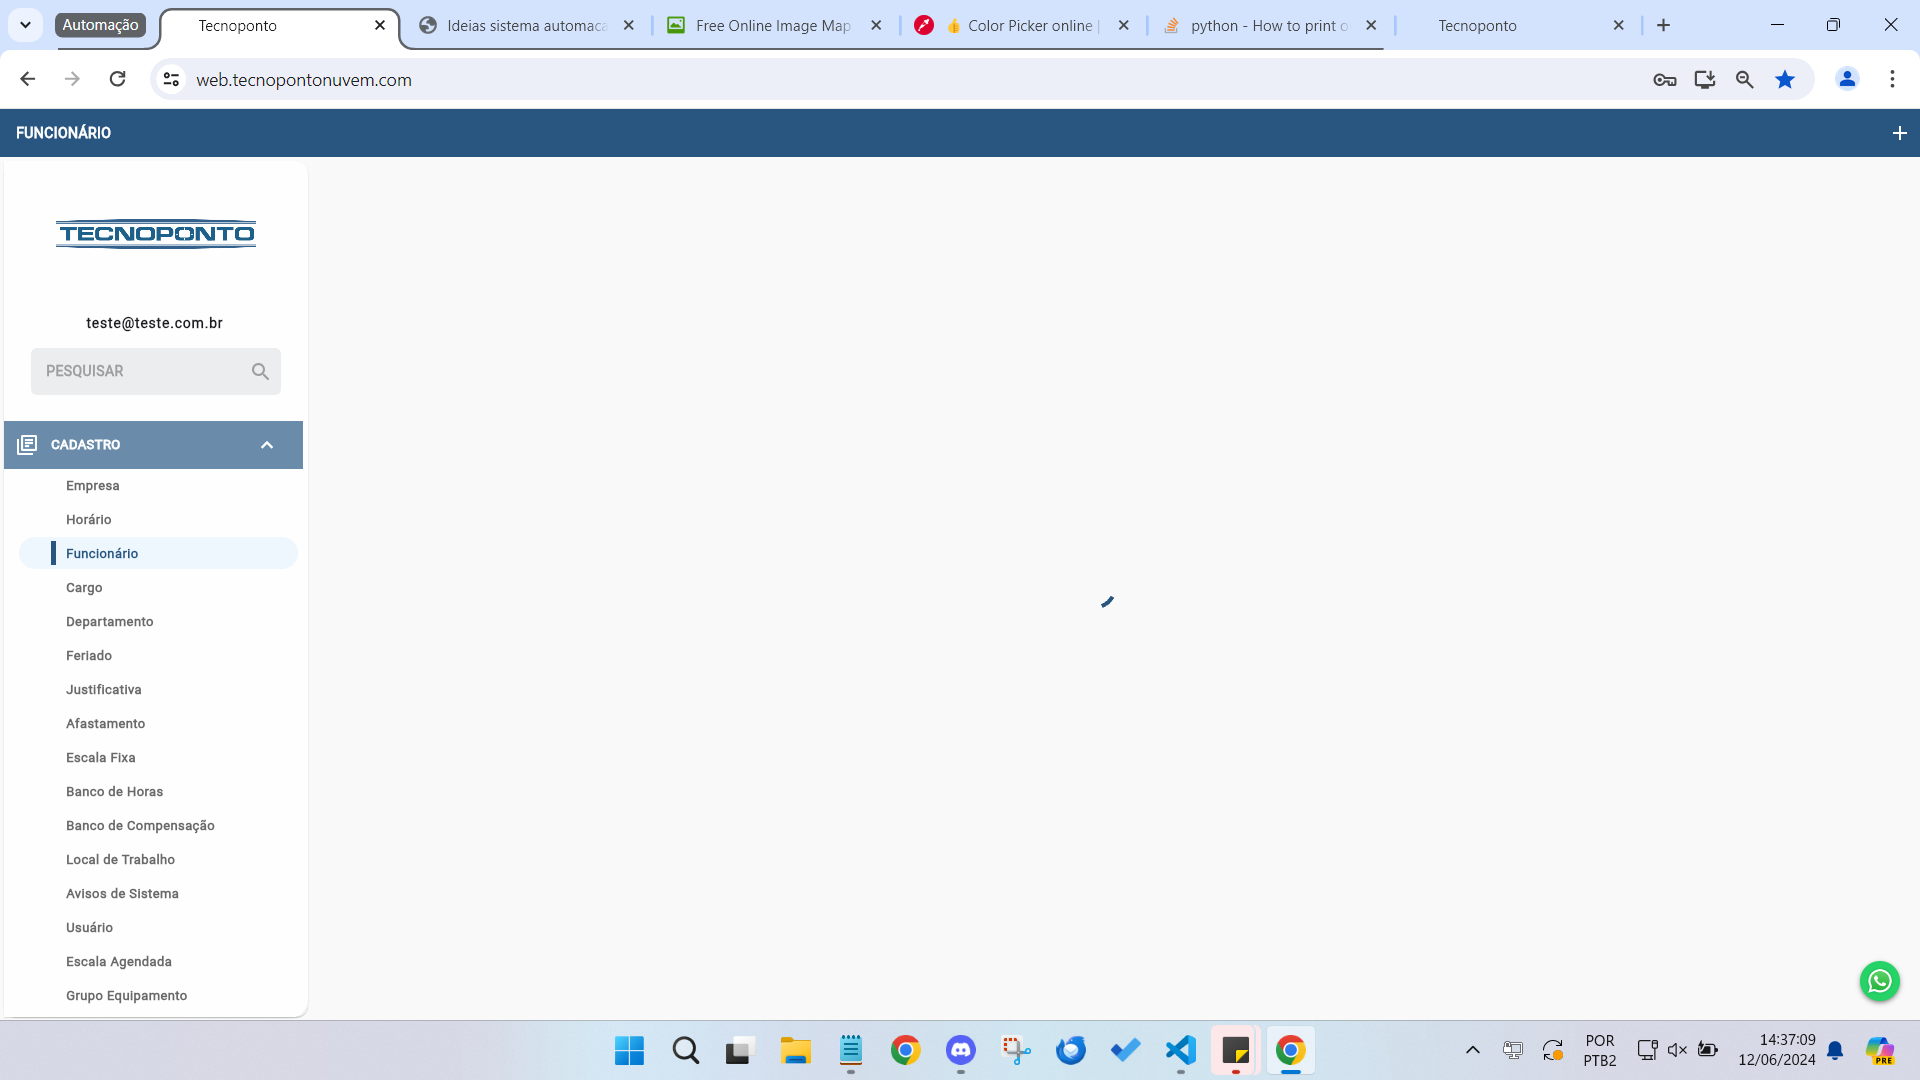 Automação
Tecnoponto
Ideias sistema automaca
Free Online Image Map
Color Picker online |
python - How to print o
Tecnoponto
web.tecnopontonuvem.com
FUNCIONÁRIO
TECNOPONTO
teste@teste.com.br
PESQUISAR
CADASTRO
Empresa
Horário
Funcionário
Cargo
Departamento
Feriado
Justificativa
Afastamento
Escala Fixa
Banco de Horas
Banco de Compensação
Local de Trabalho
Avisos de Sistema
Usuário
Escala Agendada
Grupo Equipamento
POR
PTB2
14:37:09
12/06/2024
PRE